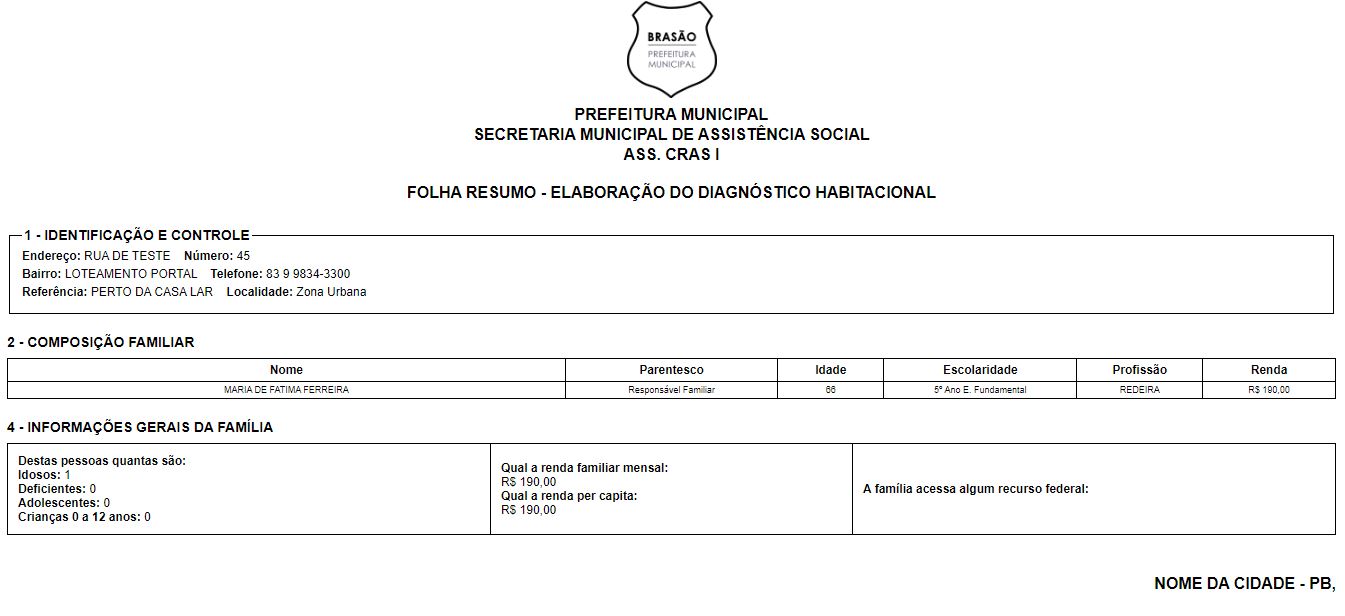 BRASÃO
PREFEITURA
MUNICIPAL
PREFEITURA MUNICIPAL
SECRETARIA MUNICIPAL DE ASSISTÊNCIA SOCIAL
ASS. CRAS I
FOLHA RESUMO - ELABORAÇÃO DO DIAGNÓSTICO HABITACIONAL
1 - IDENTIFICAÇÃO E CONTROLE
Endereço: RUA DE TESTE Número: 45
Bairro: LOTEAMENTO PORTAL Telefone: 83 9 9834-3300
Referência: PERTO DA CASA LAR Localidade: Zona Urbana
2 - COMPOSIÇÃO FAMILIAR
Nome Parentesco Idade Escolaridade Profissão Renda
MARIA DE FATIMA FERREIRA Responsável Familiar 66 5º Ano E. Fundamental REDEIRA R$ 190,00
4 - INFORMAÇÕES GERAIS DA FAMÍLIA
Destas pessoas quantas são:
Idosos: 1
Deficientes: 0
Adolescentes: 0
Crianças 0 a 12 anos: 0
Qual a renda familiar mensal:
R$ 190,00
Qual a renda per capita:
R$ 190,00
A família acessa algum recurso federal:
NOME DA CIDADE - PB,